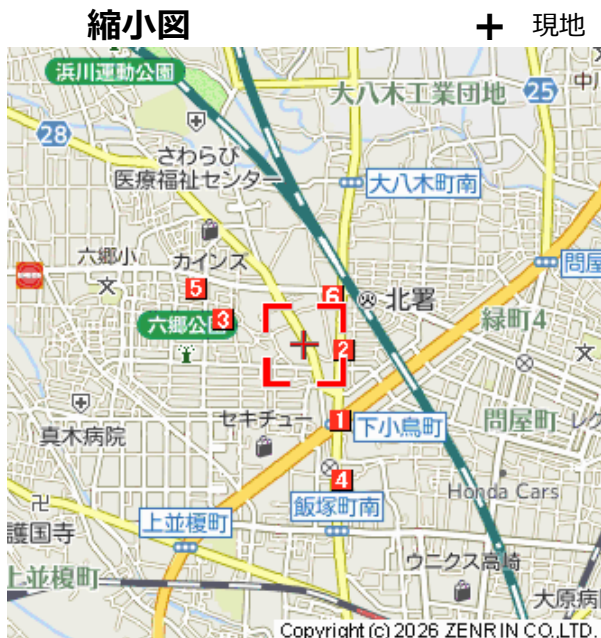 縮小図
+ 現地
浜川運動公園
大八木工業団地
25
中川
28
さわらび
医療福祉センター
大八木町南
六郷小
カインズ
問屋
5
6
北署
六郷公
3
緑町4
2
セキチュー
1
下小鳥町
問屋町
レク
真木病院
4
Honda Cars
飯塚町南
護国寺
上並榎町
上並榎町
ウニクス高崎
大原病
Copyright (c) 2026 ZENRIN CO.,LTD.